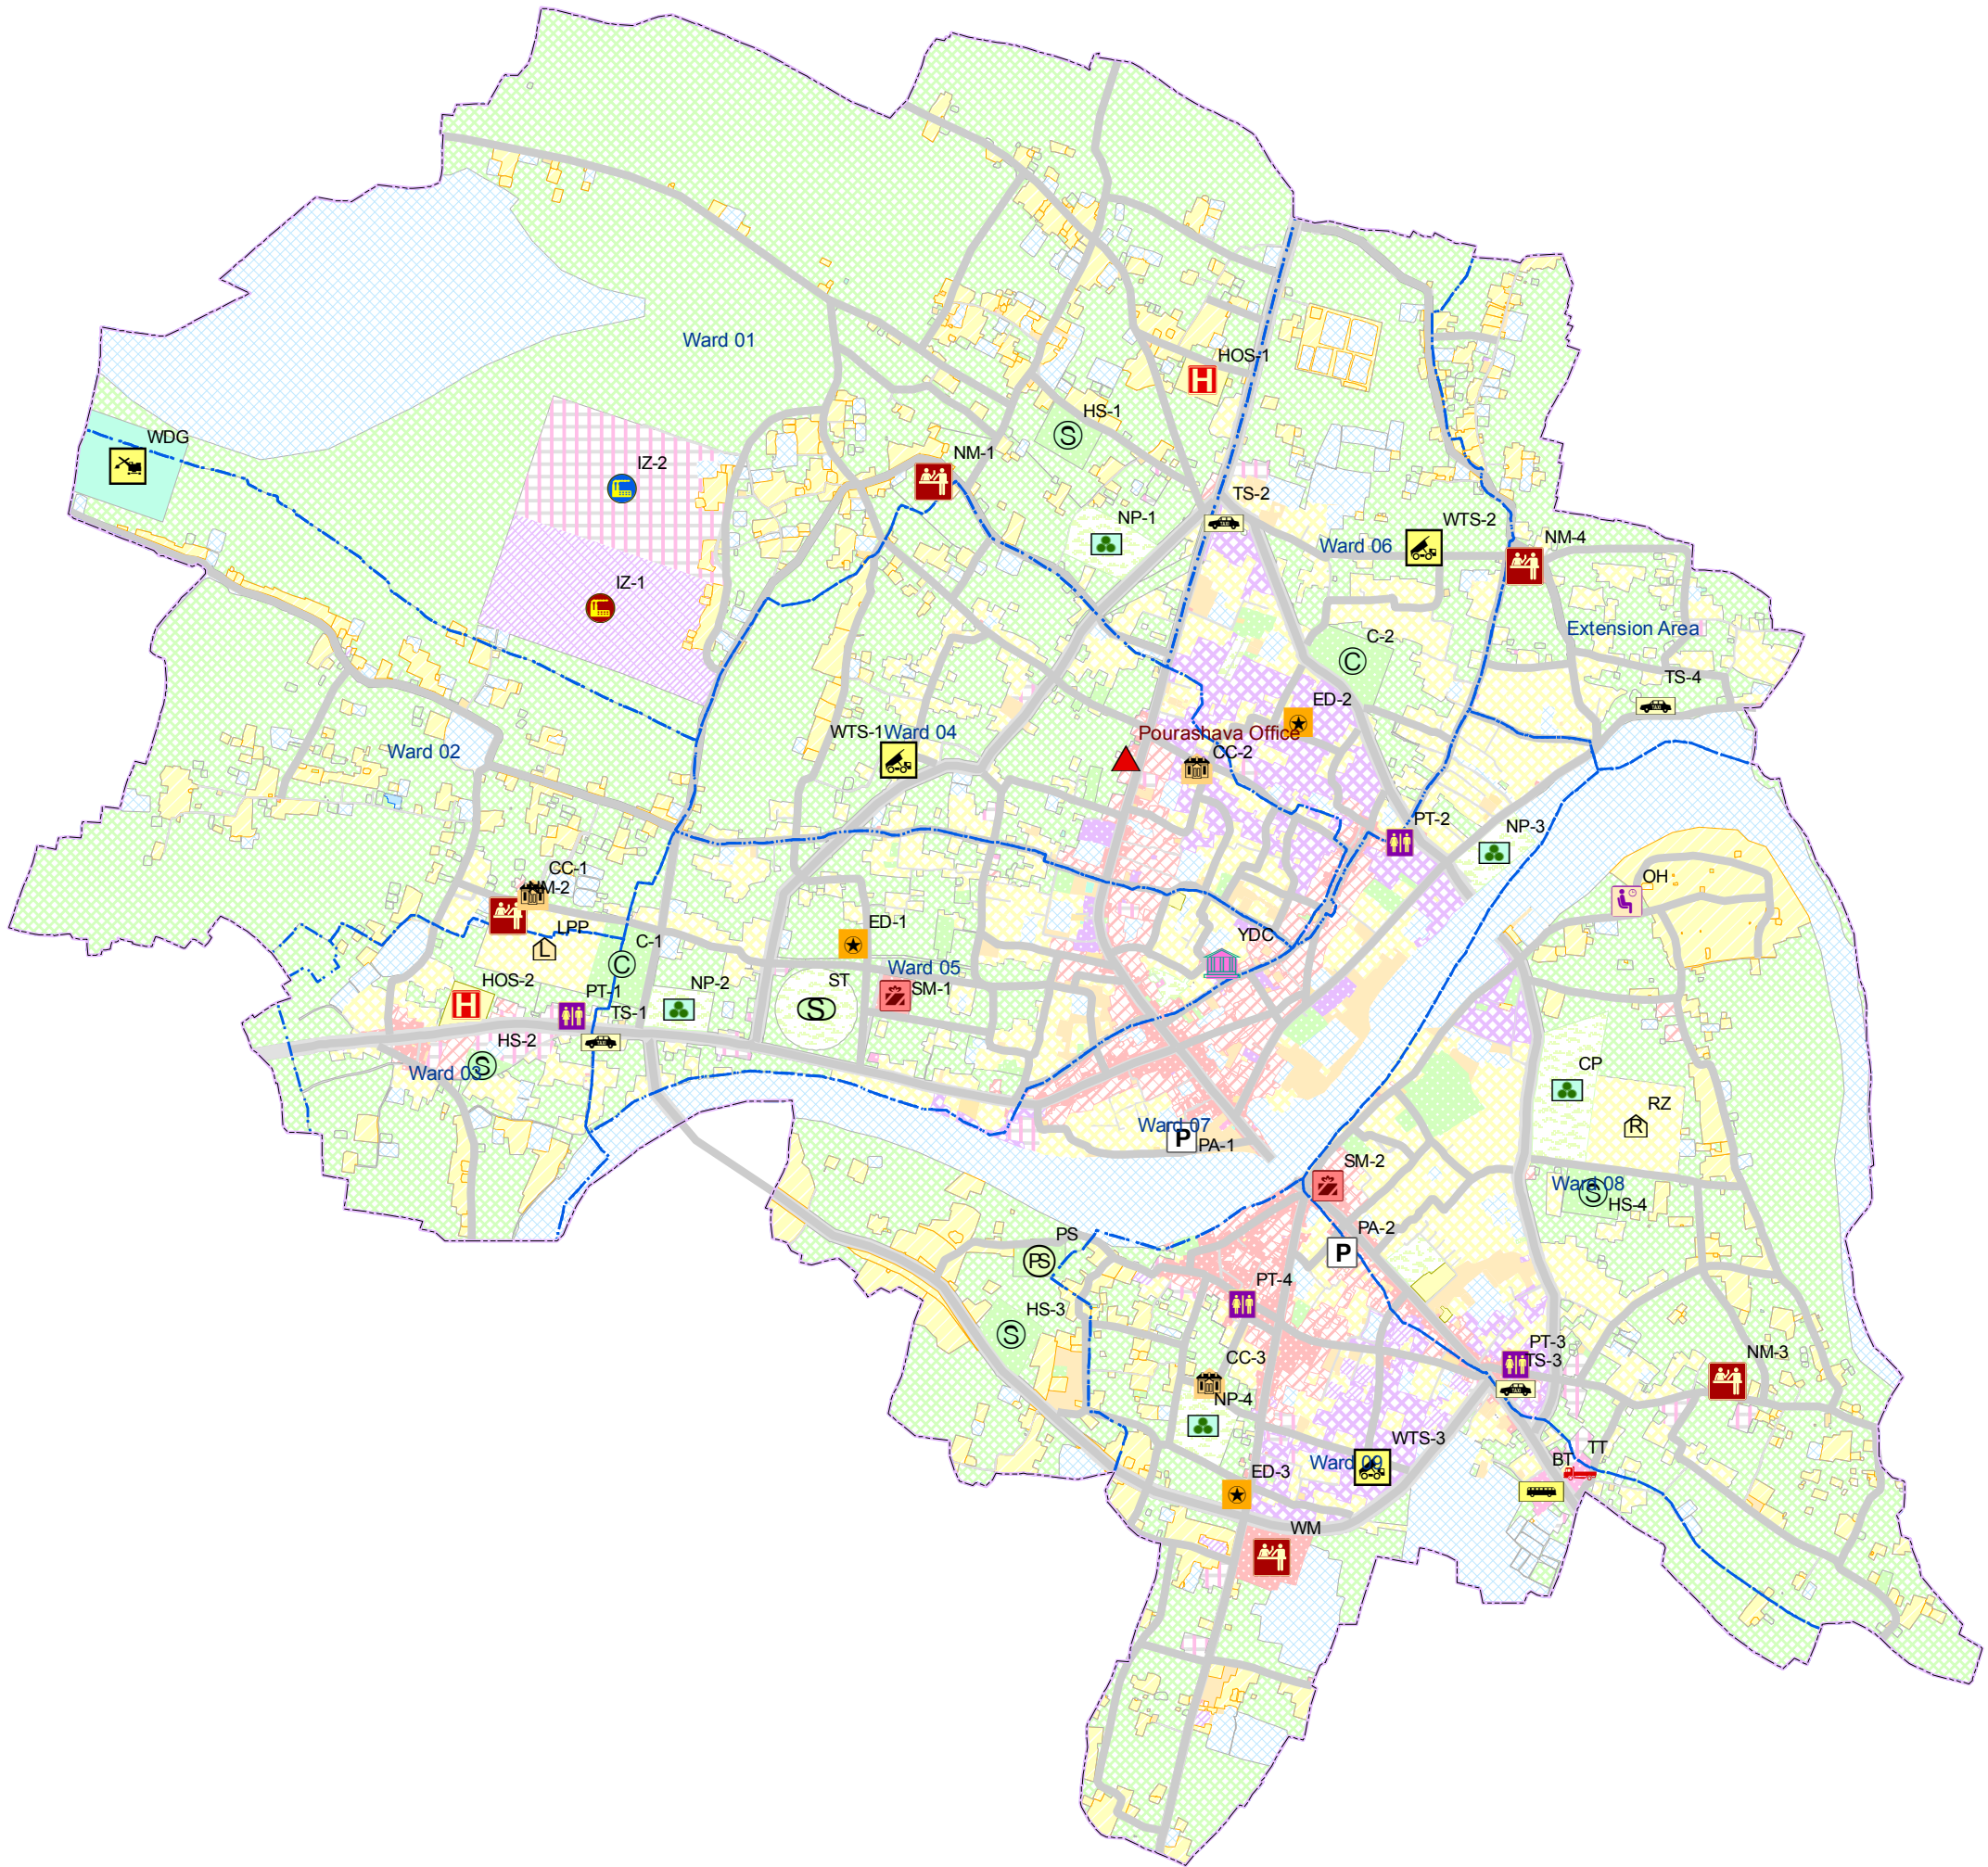 Ward 01
HOS-1
HS-1
WDG
IZ-2
NM-1
TS-2
NP-1
WTS-2
Ward 06
NM-4
IZ-1
Extension Area
C-2
TS-4
ED-2
WTS-1
Ward 04
Pourashava Office
Ward 02
CC-2
PT-2
NP-3
CC-1
NM-2
OH
ED-1
LPP
C-1
YDC
Ward 05
HOS-2
NP-2
ST
S
SM-1
PT-1
TS-1
HS-2
S
Ward 03
CP
RZ
R
Ward 07
P
PA-1
SM-2
Ward 08
S
HS-4
PA-2
P
PS
PS
PT-4
HS-3
S
PT-3
TS-3
NM-3
CC-3
NP-4
WTS-3
Ward 09
TT
BT
ED-3
WM
H
S
C
TAXI
L
C
H